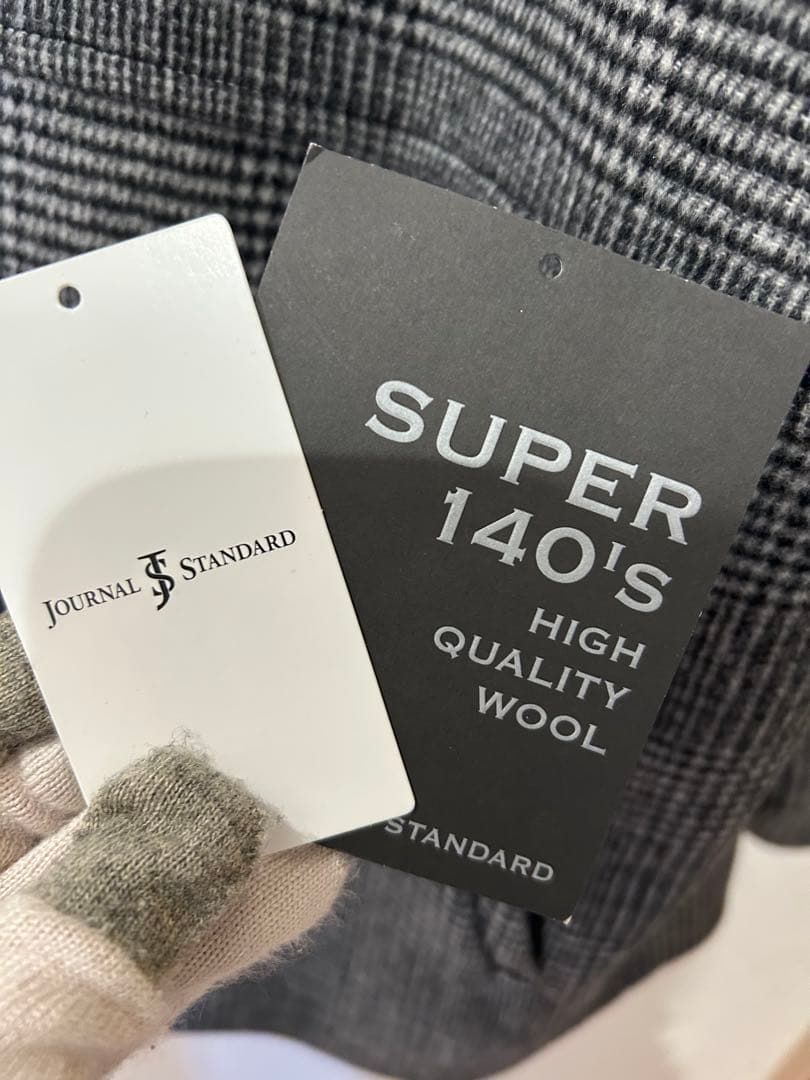 JOURNAL JS STANDARD
SUPER
140'S
HIGH
QUALITY
WOOL
STANDARD